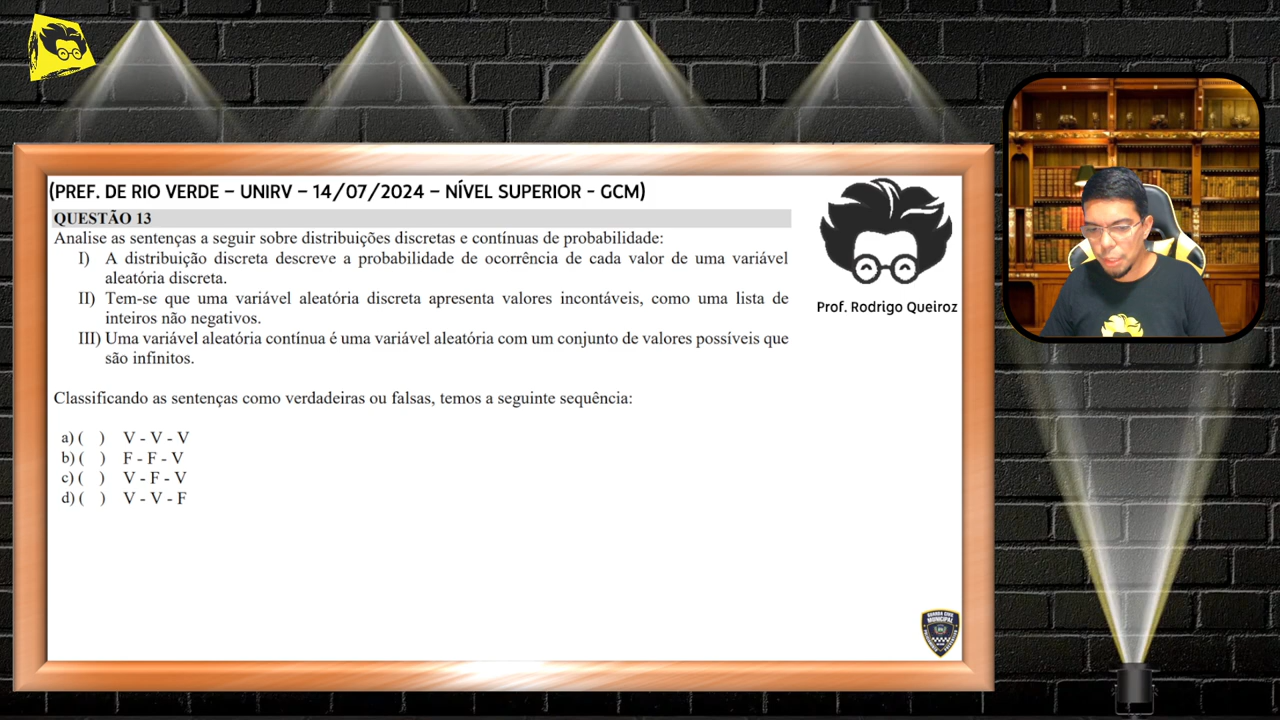 (PREF. DE RIO VERDE – UNIRV – 14/07/2024 – NÍVEL SUPERIOR - GCM)
QUESTÃO 13
Analise as sentenças a seguir sobre distribuições discretas e contínuas de probabilidade:
I) A distribuição discreta descreve a probabilidade de ocorrência de cada valor de uma variável
aleatória discreta.
II) Tem-se que uma variável aleatória discreta apresenta valores incontáveis, como uma lista de
inteiros não negativos.
III) Uma variável aleatória contínua é uma variável aleatória com um conjunto de valores possíveis que
são infinitos.
Classificando as sentenças como verdadeiras ou falsas, temos a seguinte sequência:
a) ( ) V - V - V
b) ( ) F - F - V
c) ( ) V - F - V
d) ( ) V - V - F
Prof. Rodrigo Queiroz
GUARDA CIVIL
MUNICIPAL